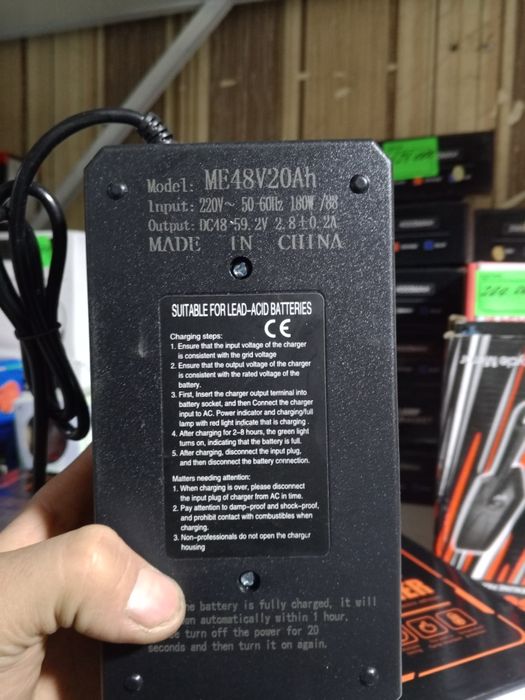 Model: ME48V20Ah
Input: 220V~ 50-60Hz 180W /88
Output: DC48-59.2V 2.8±0.2A
MADE IN CHINA
SUITABLE FOR LEAD-ACID BATTERIES
CE
Charging steps:
1. Ensure that the input voltage of the charger
is consistent with the grid voltage
2. Ensure that the output voltage of the charger
is consistent with the rated voltage of the
battery.
3. First, Insert the charger output terminal into
battery socket, and then Connect the charger
input to AC. Power indicator and charging/full
lamp with red light indicate that is charging .
4. After charging for 2-8 hours, the green light
turns on, indicating that the battery is full.
5. After charging, disconnect the input plug,
and then disconnect the battery connection.
Matters needing attention:
1. When charging is over, please disconnect
the input plug of charger from AC in time.
2. Pay attention to damp-proof and shock-proof,
and prohibit contact with combustibles when
charging.
3. Non-professionals do not open the charger
housing
battery is fully charged, it will
automatically within 1 hour.
turn off the power for 20
seconds and then turn it on again.